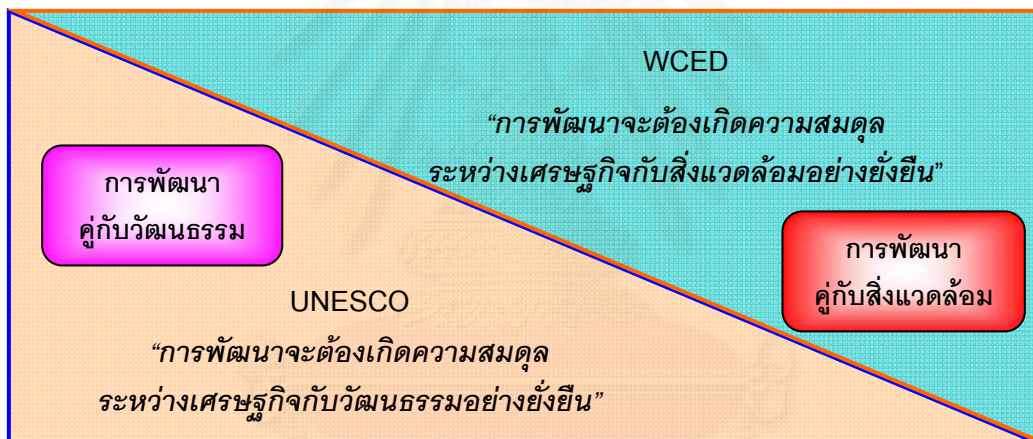 WCED
“การพัฒนาจะต้องเกิดความสมดุล
ระหว่างเศรษฐกิจกับสิ่งแวดล้อมอย่างยั่งยืน”
การพัฒนา
คู่กับวัฒนธรรม
การพัฒนา
คู่กับสิ่งแวดล้อม
UNESCO
“การพัฒนาจะต้องเกิดความสมดุล
ระหว่างเศรษฐกิจกับวัฒนธรรมอย่างยั่งยืน”